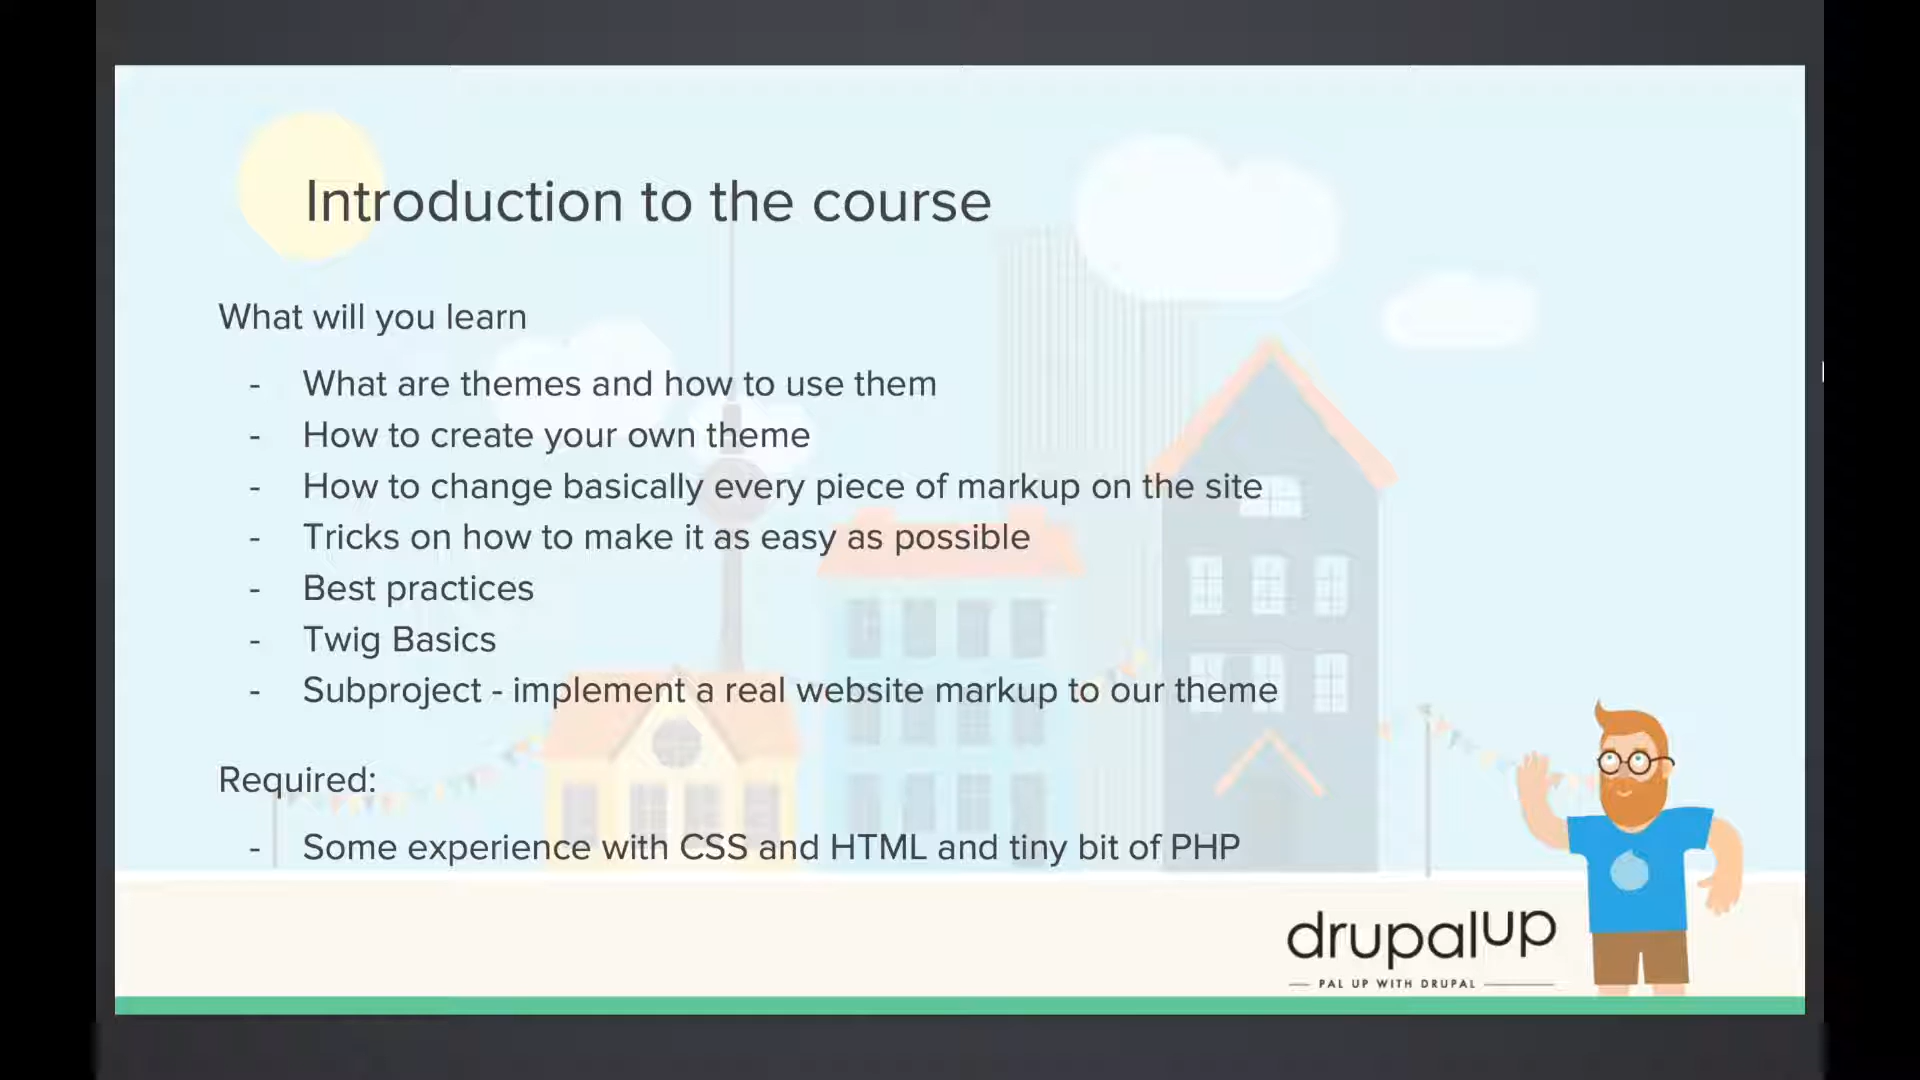 Introduction to the course
What will you learn
- What are themes and how to use them
- How to create your own theme
- How to change basically every piece of markup on the site
- Tricks on how to make it as easy as possible
- Best practices
- Twig Basics
- Subproject - implement a real website markup to our theme
Required:
- Some experience with CSS and HTML and tiny bit of PHP
drupalup
PAL UP WITH DRUPAL